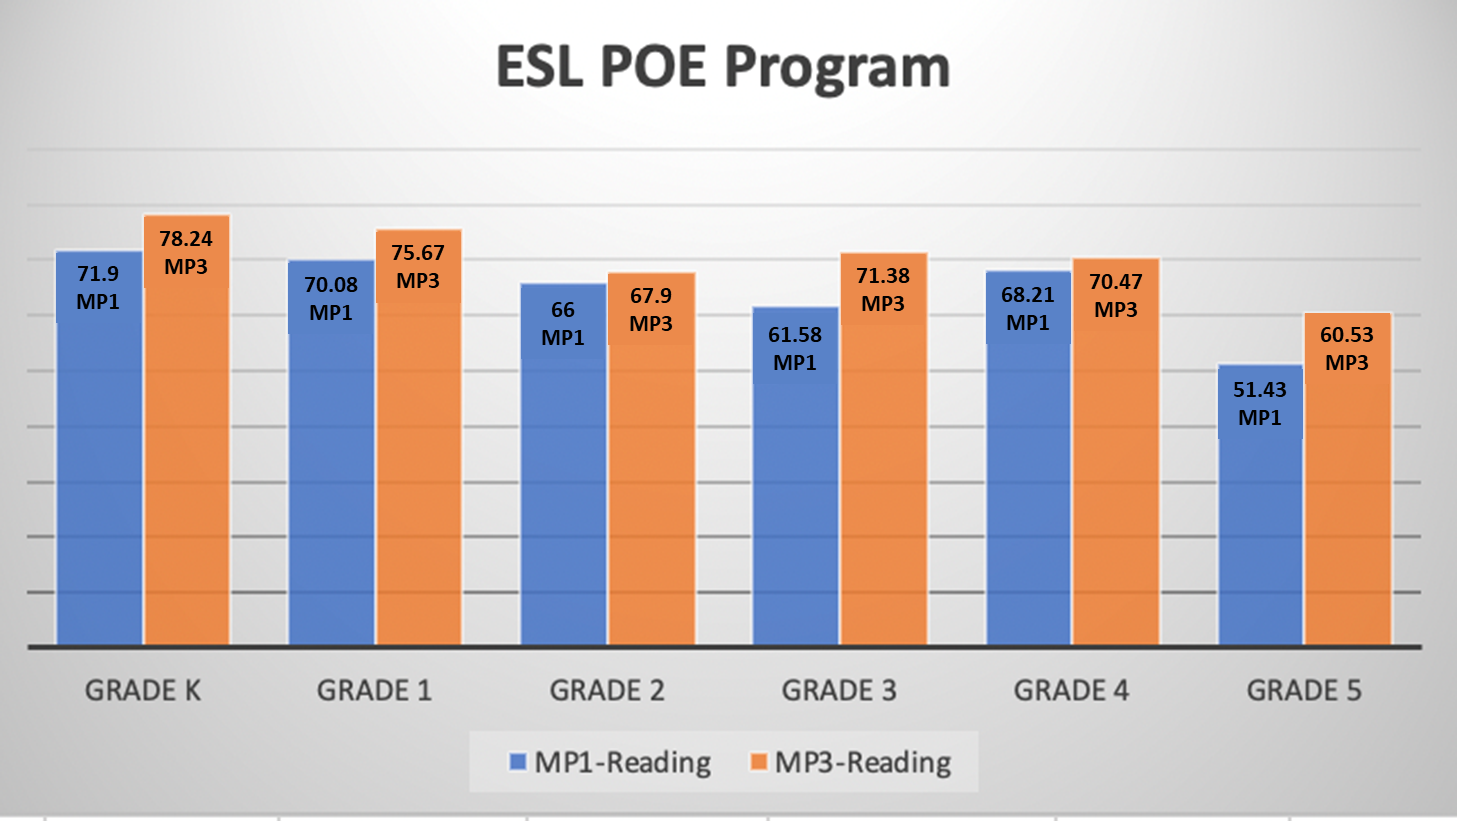 ESL POE Program
71.9
MP1
78.24
MP3
70.08
MP1
75.67
MP3
66
MP1
67.9
MP3
61.58
MP1
71.38
MP3
68.21
MP1
70.47
MP3
51.43
MP1
60.53
MP3
GRADE K
GRADE 1
GRADE 2
GRADE 3
GRADE 4
GRADE 5
MP1-Reading
MP3-Reading